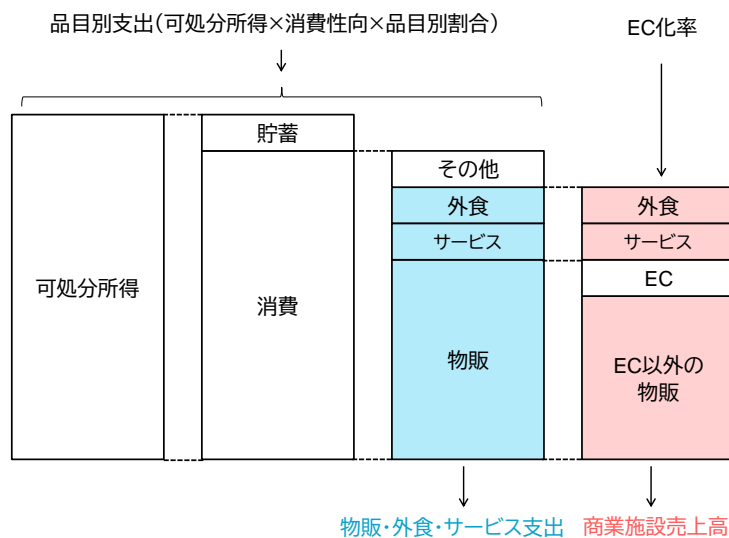 品目別支出(可処分所得×消費性向×品目別割合)
EC化率
可処分所得
貯蓄
消費
その他
外食
サービス
物販
外食
サービス
EC
EC以外の
物販
物販・外食・サービス支出
商業施設売上高